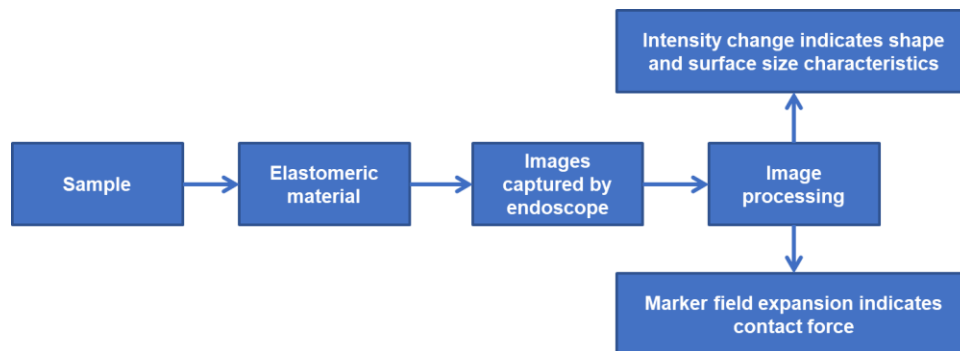 Intensity change indicates shape
and surface size characteristics
Sample
Elastomeric
material
Images
captured by
endoscope
Image
processing
Marker field expansion indicates
contact force